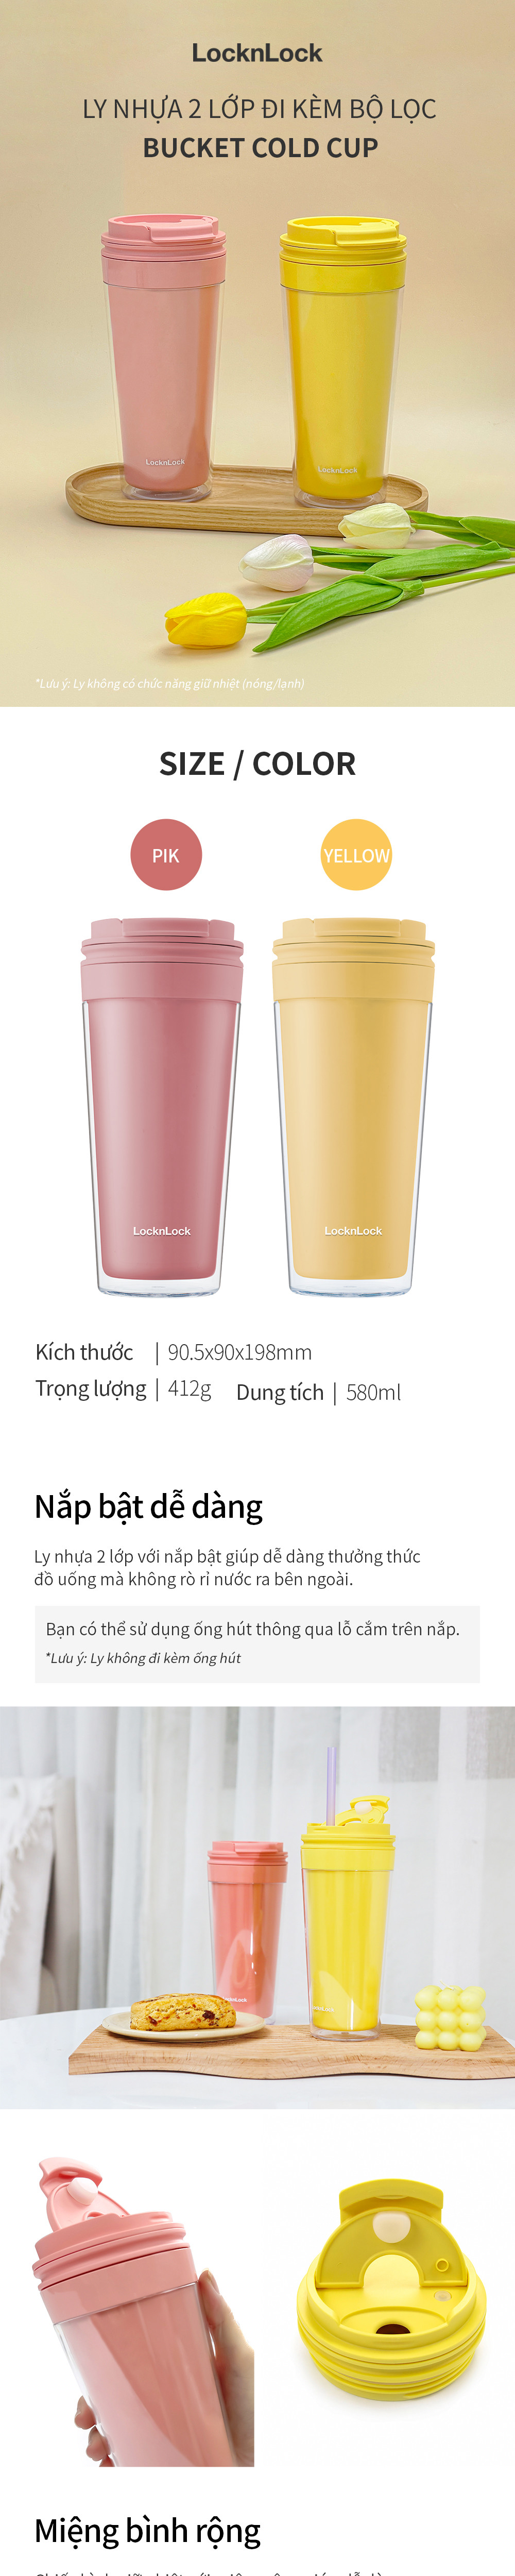 LocknLock
LY NHỰA 2 LỚP ĐI KÈM BỘ LỌC
BUCKET COLD CUP
LocknLock
LocknLock
*Lưu ý: Ly không có chức năng giữ nhiệt (nóng/lạnh)
SIZE / COLOR
PIK
YELLOW
LocknLock
LocknLock
Kích thước | 90.5x90x198mm
Trọng lượng | 412g
Dung tích | 580ml
Nắp bật dễ dàng
Ly nhựa 2 lớp với nắp bật giúp dễ dàng thưởng thức
đồ uống mà không rò rỉ nước ra bên ngoài.
Bạn có thể sử dụng ống hút thông qua lỗ cắm trên nắp.
*Lưu ý: Ly không đi kèm ống hút
Miệng bình rộng